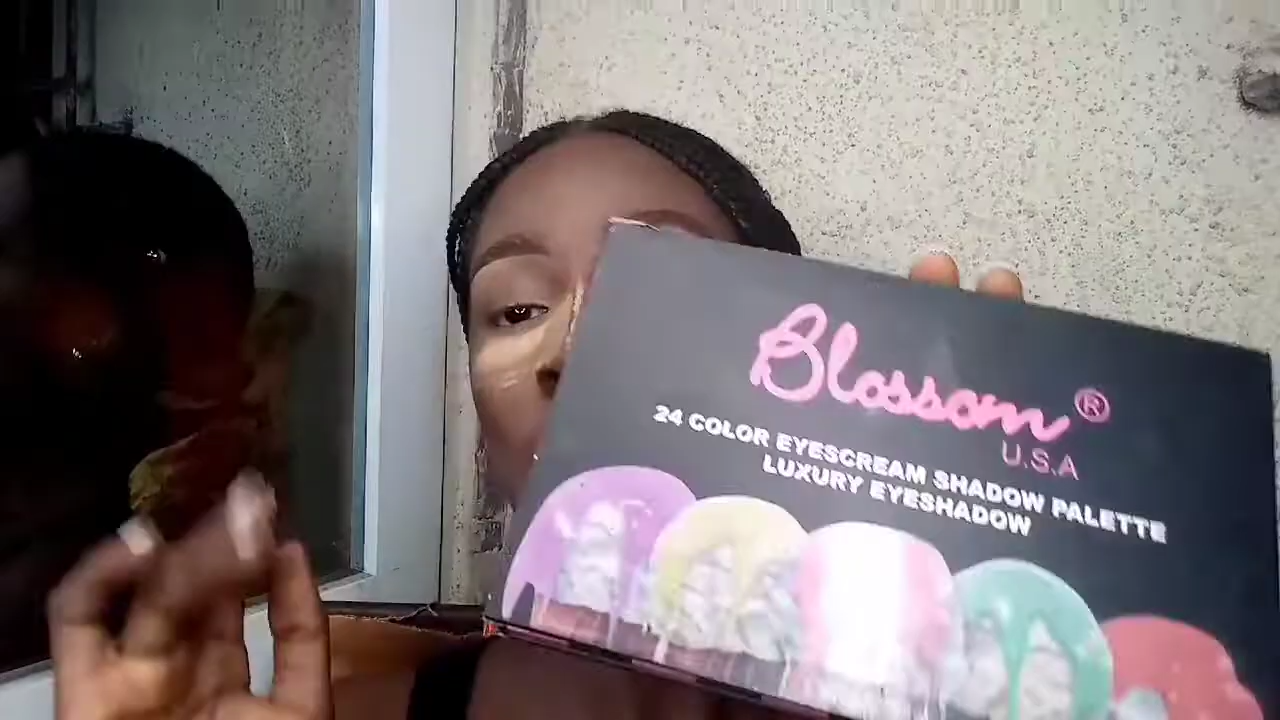 Blossom®
U.S.A
24 COLOR EYESCREAM SHADOW PALETTE
LUXURY EYESHADOW